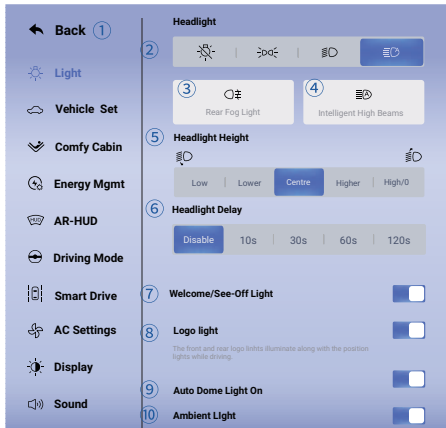 Headlight
Back ①
②
Light
③
④
Rear Fog Light
Intelligent High Beams
Vehicle Set
⑤ Headlight Height
Comfy Cabin
Low
Lower
Centre
Higher
High/0
Energy Mgmt
⑥ Headlight Delay
AR-HUD
HUD
Disable
10s
30s
60s
120s
Driving Mode
⑦ Welcome/See-Off Light
Smart Drive
⑧ Logo light
AC Settings
The front and rear logo linhts illuminate along with the position
lights while driving.
Display
⑨ Auto Dome Light On
Sound
⑩ Ambient LIght